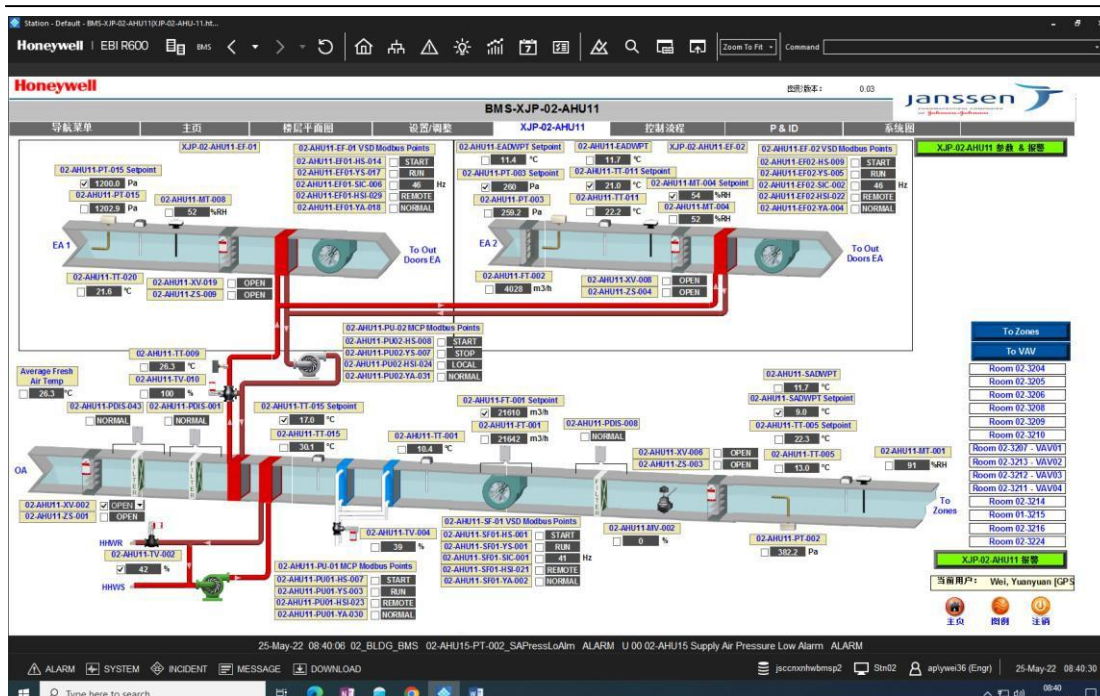 Station - Default - BMS-XJP-02-AHU11(XJP-02-AHU-11.ht...
Honeywell | EBI R600 BMS Zoom To Fit Command
Honeywell
图形版本： 0.03
Janssen
Johnson-Johnson
BMS-XJP-02-AHU11
导航菜单 主页 楼层平面图 设置/调整 XJP-02-AHU11 控制流程 P & ID 系统图
XJP-02-AHU11 参数 & 报警
XJP-02-AHU11-EF-01
02-AHU11-EF-01 VSD Modbus Points
02-AHU11-EF01-HS-014 START
02-AHU11-EF01-YS-017 RUN
02-AHU11-EF01-SIC-006 46 Hz
02-AHU11-EF01-HSI-029 REMOTE
02-AHU11-EF01-YA-018 NORMAL
02-AHU11-PT-015 Setpoint
1200.0 Pa
02-AHU11-PT-015
1202.9 Pa
02-AHU11-MT-008
52 %RH
EA 1
To Out
Doors EA
02-AHU11-TT-020
21.6 °C
02-AHU11-XV-019 OPEN
02-AHU11-ZS-009 OPEN
02-AHU11-EADWPT Setpoint
11.4 °C
02-AHU11-EADWPT
11.7 °C
XJP-02-AHU11-EF-02
02-AHU11-EF-02 VSD Modbus Points
02-AHU11-EF02-HS-009 START
02-AHU11-EF02-YS-005 RUN
02-AHU11-EF02-SIC-002 46 Hz
02-AHU11-EF02-HSI-022 REMOTE
02-AHU11-EF02-YA-004 NORMAL
02-AHU11-PT-003 Setpoint
260 Pa
02-AHU11-PT-003
259.2 Pa
02-AHU11-TT-011 Setpoint
21.0 °C
02-AHU11-TT-011
22.2 °C
02-AHU11-MT-004 Setpoint
54 %RH
02-AHU11-MT-004
52 %RH
EA 2
To Out
Doors EA
02-AHU11-FT-002
4028 m3/h
02-AHU11-XV-008 OPEN
02-AHU11-ZS-004 OPEN
02-AHU11-PU-02 MCP Modbus Points
02-AHU11-PU02-HS-008 START
02-AHU11-PU02-YS-007 STOP
02-AHU11-PU02-HSI-024 LOCAL
02-AHU11-PU02-YA-031 NORMAL
02-AHU11-TT-009
26.3 °C
02-AHU11-TV-010
100 %
Average Fresh
Air Temp
26.3 °C
02-AHU11-PDIS-043
NORMAL
02-AHU11-PDIS-001
NORMAL
02-AHU11-TT-015 Setpoint
17.0 °C
02-AHU11-TT-015
30.1 °C
02-AHU11-TT-001
10.4 °C
02-AHU11-FT-001 Setpoint
21610 m3/h
02-AHU11-FT-001
21642 m3/h
02-AHU11-PDIS-008
NORMAL
02-AHU11-XV-006 OPEN
02-AHU11-ZS-003 OPEN
02-AHU11-SADWPT
11.7 °C
02-AHU11-SADWPT Setpoint
9.0 °C
02-AHU11-TT-005 Setpoint
22.3 °C
02-AHU11-TT-005
13.0 °C
02-AHU11-MT-001
91 %RH
OA
FILTER
FILTER
FILTER
To
Zones
02-AHU11-XV-002 OPEN
02-AHU11-ZS-001 OPEN
HHWR
02-AHU11-TV-002
42 %
HHWS
02-AHU11-PU-01 MCP Modbus Points
02-AHU11-PU01-HS-007 START
02-AHU11-PU01-YS-003 RUN
02-AHU11-PU01-HSI-023 REMOTE
02-AHU11-PU01-YA-030 NORMAL
02-AHU11-TV-004
39 %
02-AHU11-SF-01 VSD Modbus Points
02-AHU11-SF01-HS-001 START
02-AHU11-SF01-YS-001 RUN
02-AHU11-SF01-SIC-001 41 Hz
02-AHU11-SF01-HSI-021 REMOTE
02-AHU11-SF01-YA-002 NORMAL
02-AHU11-MV-002
0 %
02-AHU11-PT-002
382.2 Pa
To Zones
To VAV
Room 02-3204
Room 02-3205
Room 02-3206
Room 02-3208
Room 02-3209
Room 02-3210
Room 02-3207 - VAV01
Room 02-3213 - VAV02
Room 02-3212 - VAV03
Room 02-3211 - VAV04
Room 02-3214
Room 01-3215
Room 02-3216
Room 02-3224
XJP-02-AHU11 报警
当前用户： Wei, Yuanyuan [GPS
主页 图例 注销
25-May-22 08:40:06 02_BLDG_BMS 02-AHU15-PT-002_SAPressLoAlm ALARM U 00 02-AHU15 Supply Air Pressure Low Alarm ALARM
ALARM SYSTEM INCIDENT MESSAGE DOWNLOAD jsccnxnhwbmsp2 Stn02 ap\ywei36 (Engr) 25-May-22 08:40:30
Type here to search 08:40